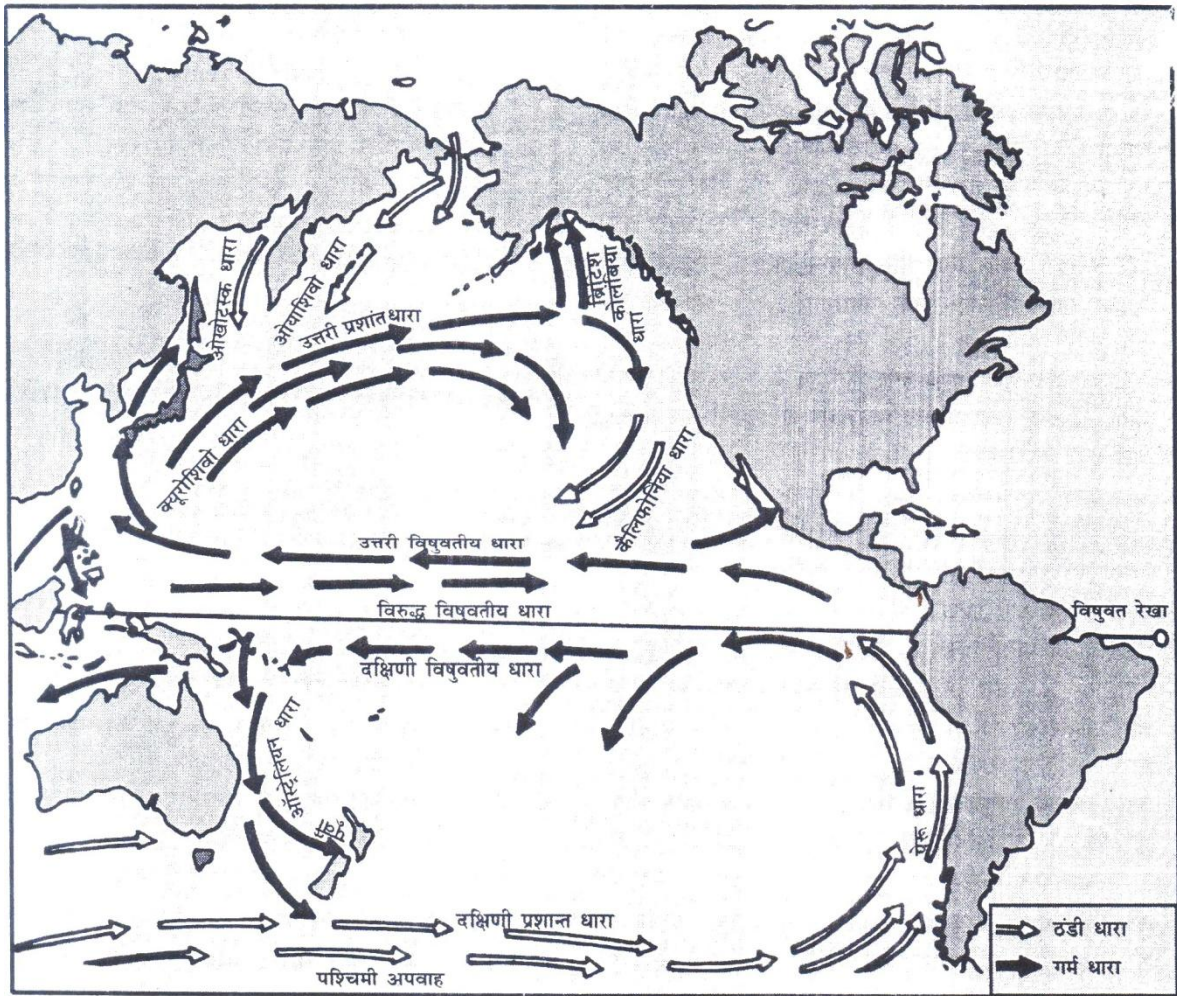 ओखोटस्क धारा
ओयाशिवो धारा
ब्रिटिश
कोलंबिया
धारा
उत्तरी प्रशांत धारा
क्यूरोशिवो धारा
कैलिफोर्निया धारा
उत्तरी विषुवतीय धारा
विरुद्ध विषुवतीय धारा
विषुवत रेखा
दक्षिणी विषुवतीय धारा
पूर्वी ऑस्ट्रेलियन धारा
पेरू धारा
दक्षिणी प्रशान्त धारा
पश्चिमी अपवाह
ठंडी धारा
गर्म धारा